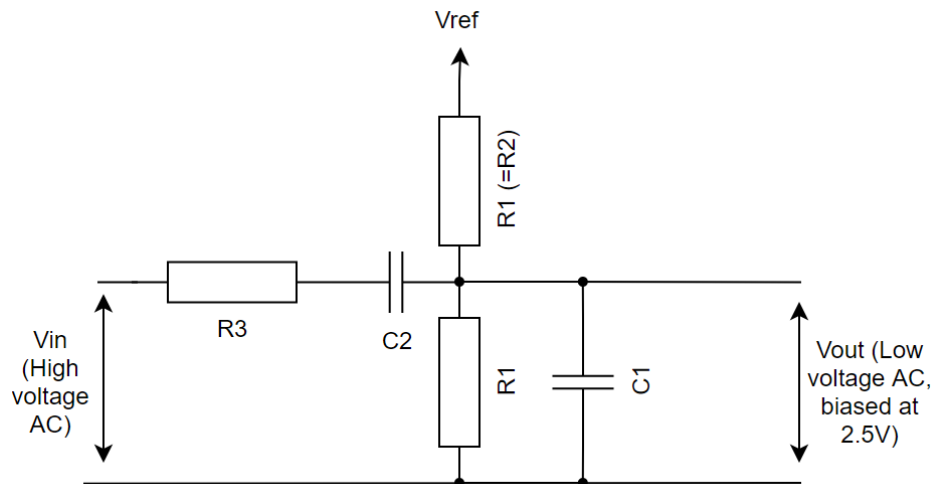 Vref
R1 (=R2)
R3
C2
R1
C1
Vin
(High
voltage
AC)
Vout (Low
voltage AC,
biased at
2.5V)